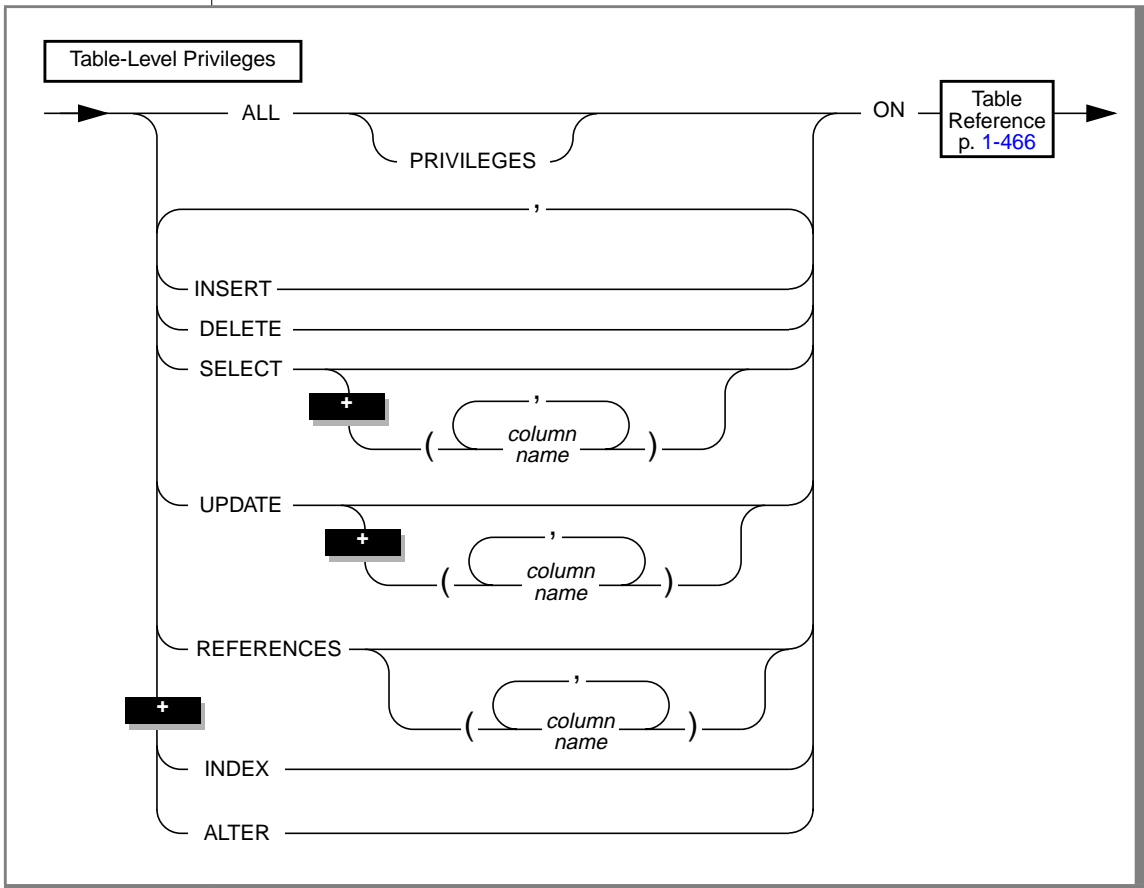 Table-Level Privileges
ALL
ON
Table
Reference
p. 1-466
PRIVILEGES
,
INSERT
DELETE
SELECT
+
,
(
column
name
)
UPDATE
+
,
(
column
name
)
REFERENCES
,
+
(
column
name
)
INDEX
ALTER